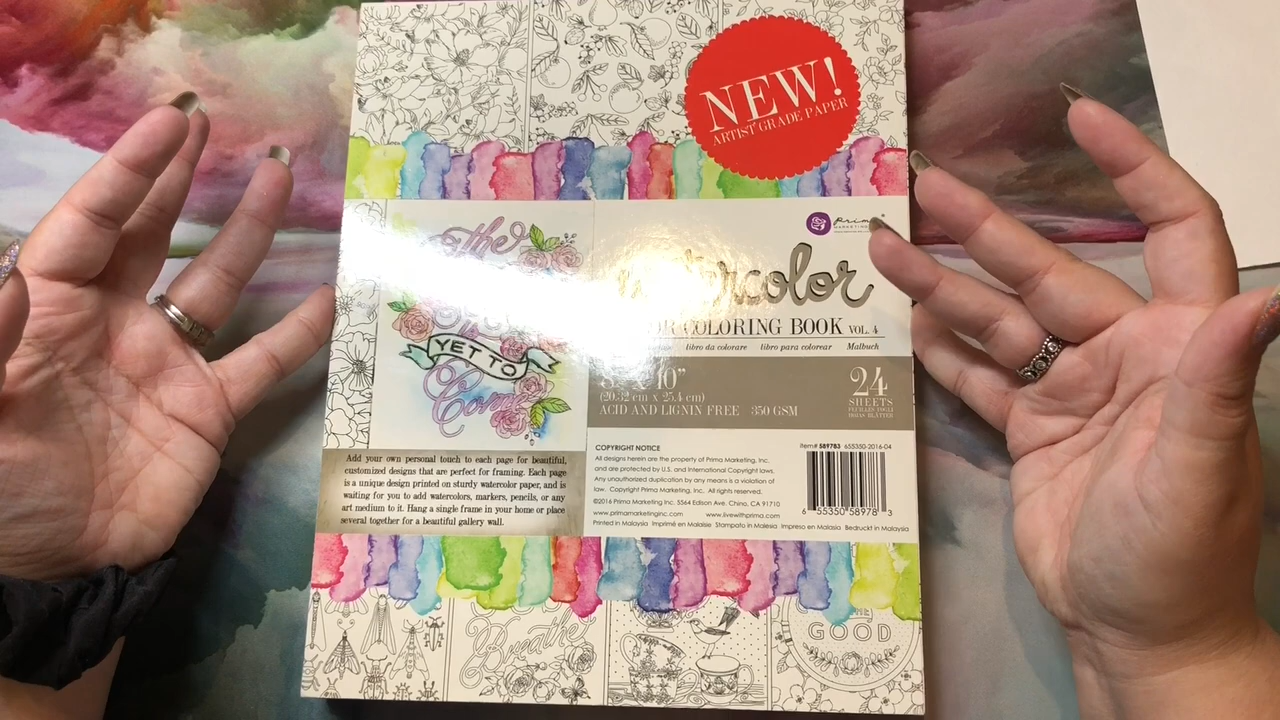 NEW!
ARTIST GRADE PAPER
the
prima
MARKETING
color
COLORING BOOK VOL. 4
libro da colorare libro para colorear Malbuch
YET TO
Come
10"
(20.32 cm x 25.4 cm)
ACID AND LIGNIN FREE 350 GSM
24
SHEETS
COPYRIGHT NOTICE
All designs herein are the property of Prima Marketing, Inc.
and are protected by U.S. and International Copyright laws.
Any unauthorized duplication by any means is a violation of
law. Copyright Prima Marketing, Inc. All rights reserved.
©2016 Prima Marketing Inc. 5564 Edison Ave. Chino, CA 91710
www.primamarketinginc.com www.livewithprima.com
Printed in Malaysia Imprimé en Malaisie Stampato in Malesia Impreso en Malasia Bedruckt in Malaysia
Item# 589783 655350-2016-04
6 55350 58978 3
Add your own personal touch to each page for beautiful,
customized designs that are perfect for framing. Each page
is a unique design printed on sturdy watercolor paper, and is
waiting for you to add watercolors, markers, pencils, or any
art medium to it. Hang a single frame in your home or place
several together for a beautiful gallery wall.
Breathe
GOOD